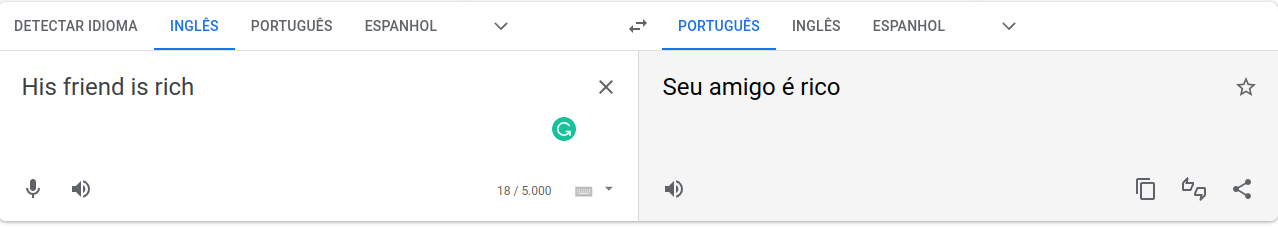 DETECTAR IDIOMA INGLÊS PORTUGUÊS ESPANHOL PORTUGUÊS INGLÊS ESPANHOL
His friend is rich
Seu amigo é rico
18 / 5.000